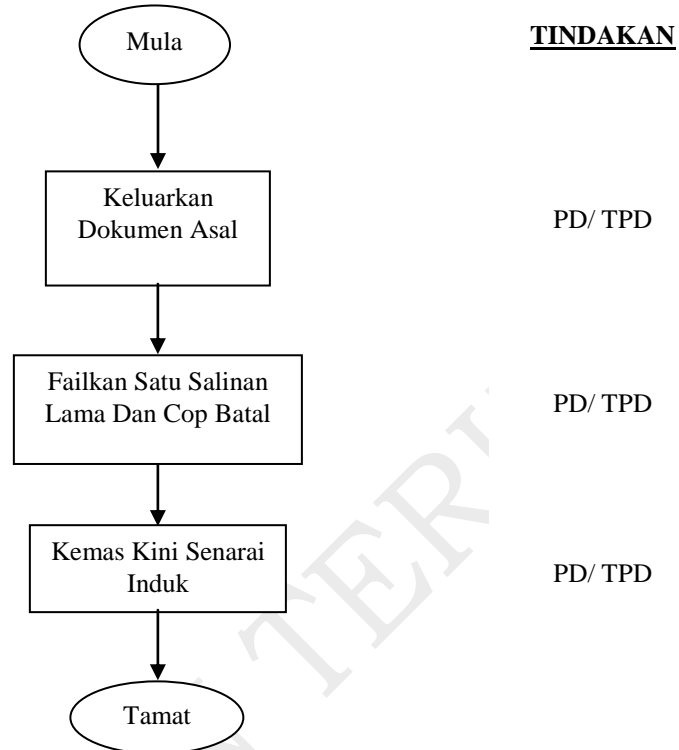 Mula
TINDAKAN
Keluarkan
Dokumen Asal
PD/ TPD
Failkan Satu Salinan
Lama Dan Cop Batal
PD/ TPD
Kemas Kini Senarai
Induk
PD/ TPD
Tamat